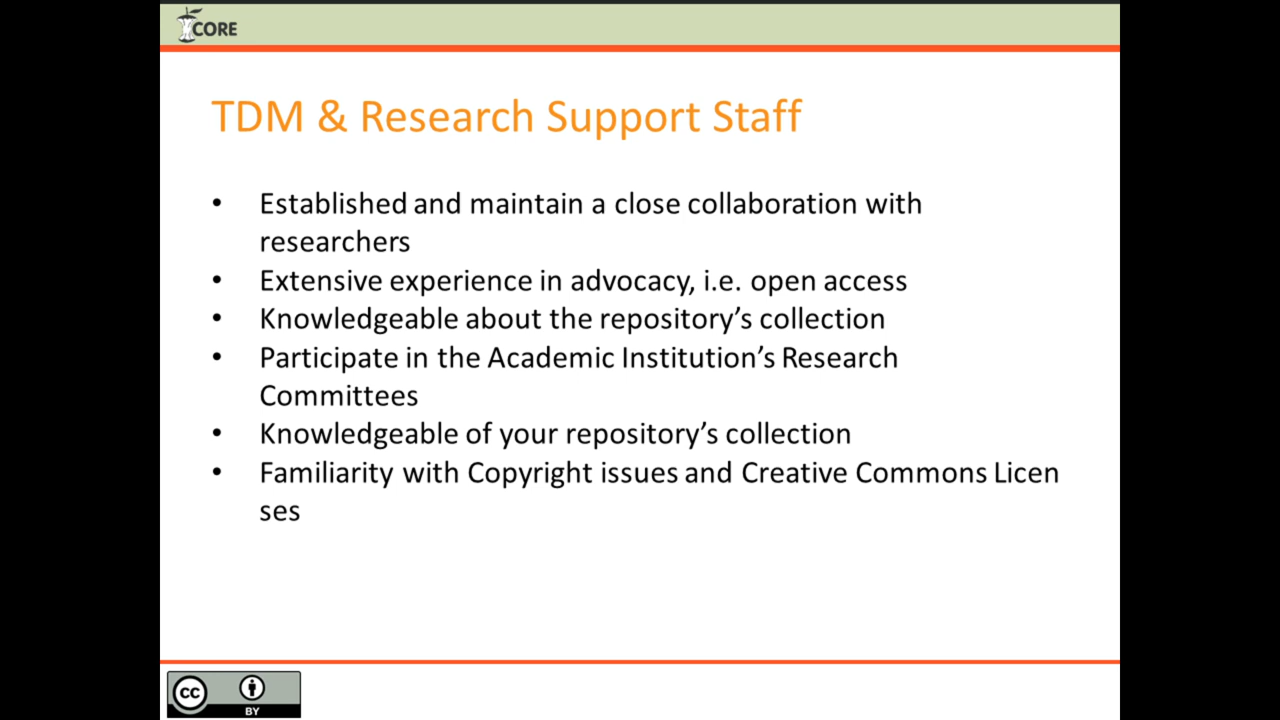 CORE
TDM & Research Support Staff
• Established and maintain a close collaboration with
researchers
• Extensive experience in advocacy, i.e. open access
• Knowledgeable about the repository’s collection
• Participate in the Academic Institution’s Research
Committees
• Knowledgeable of your repository’s collection
• Familiarity with Copyright issues and Creative Commons Licen
ses
cc
BY